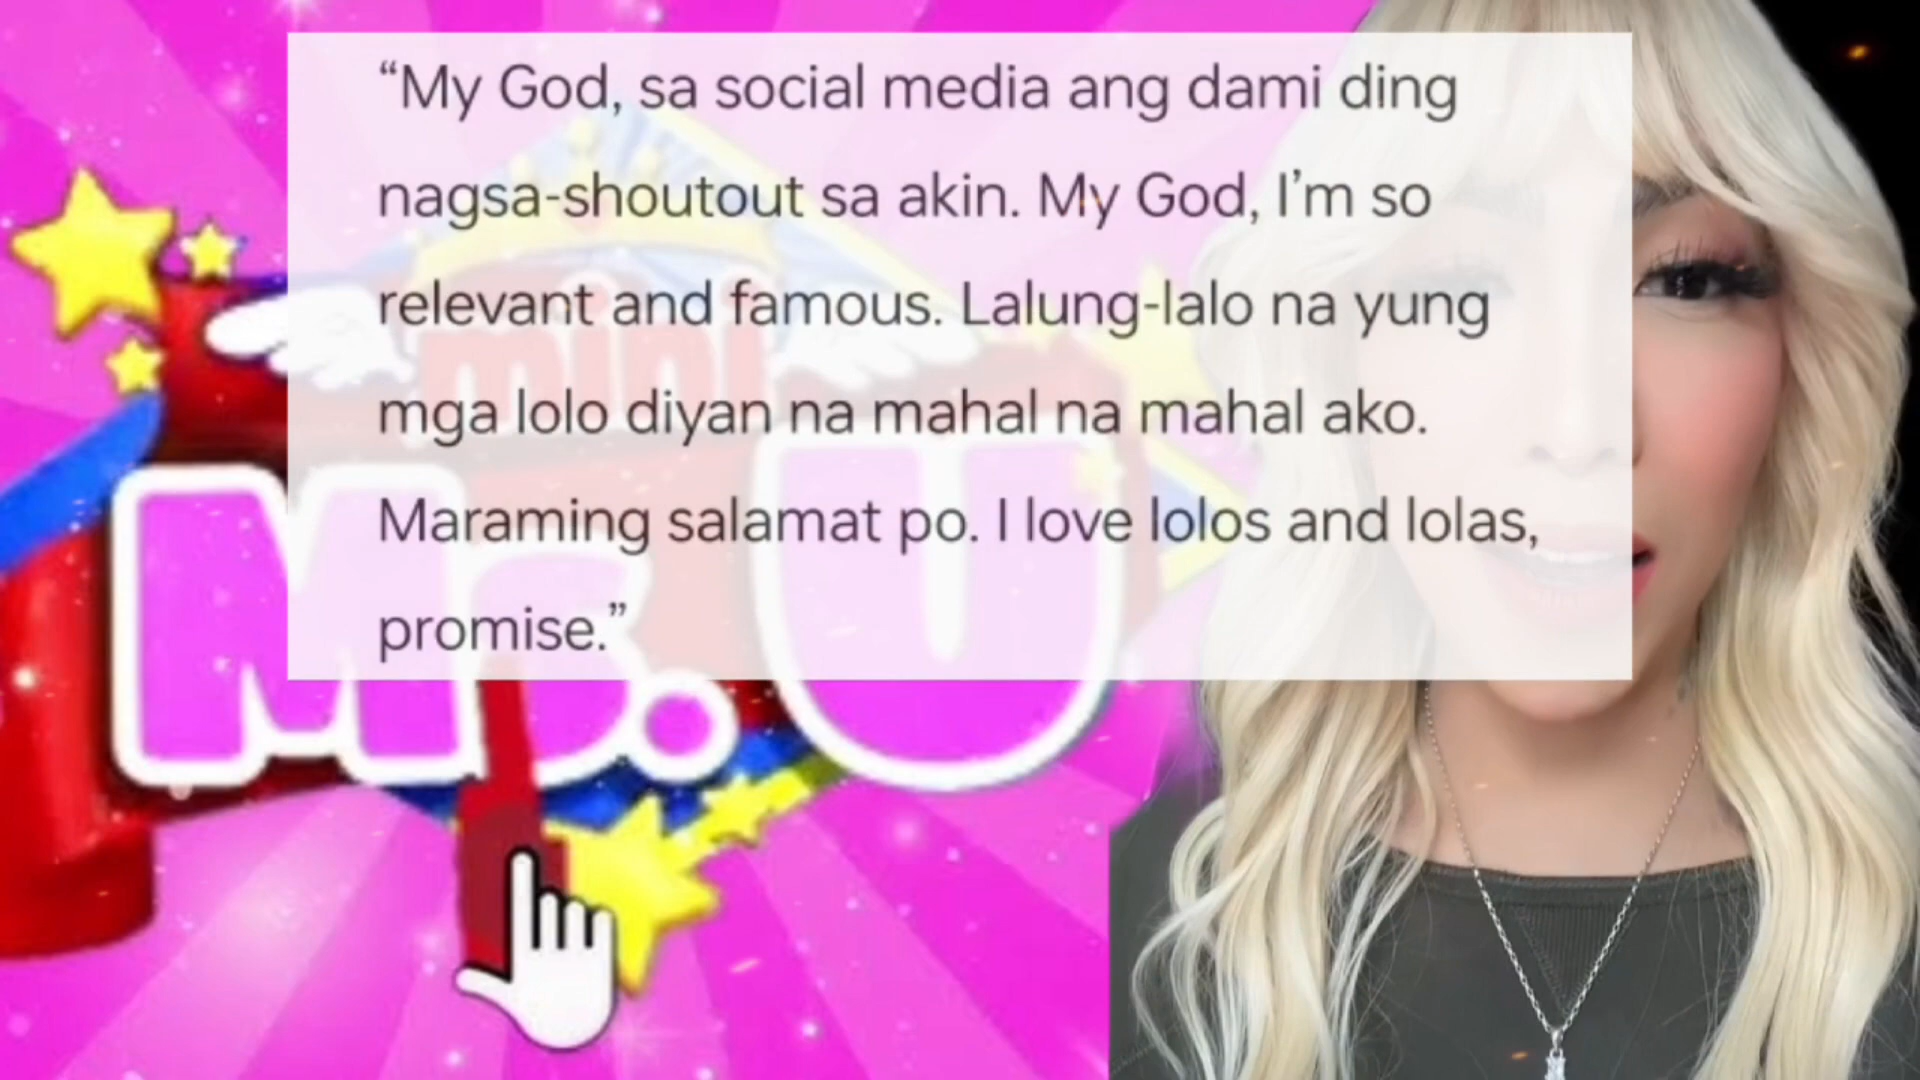 “My God, sa social media ang dami ding
nagsa-shoutout sa akin. My God, I’m so
relevant and famous. Lalung-lalo na yung
mga lolo diyan na mahal na mahal ako.
Maraming salamat po. I love lolos and lolas,
promise.”
mini
Ms. U